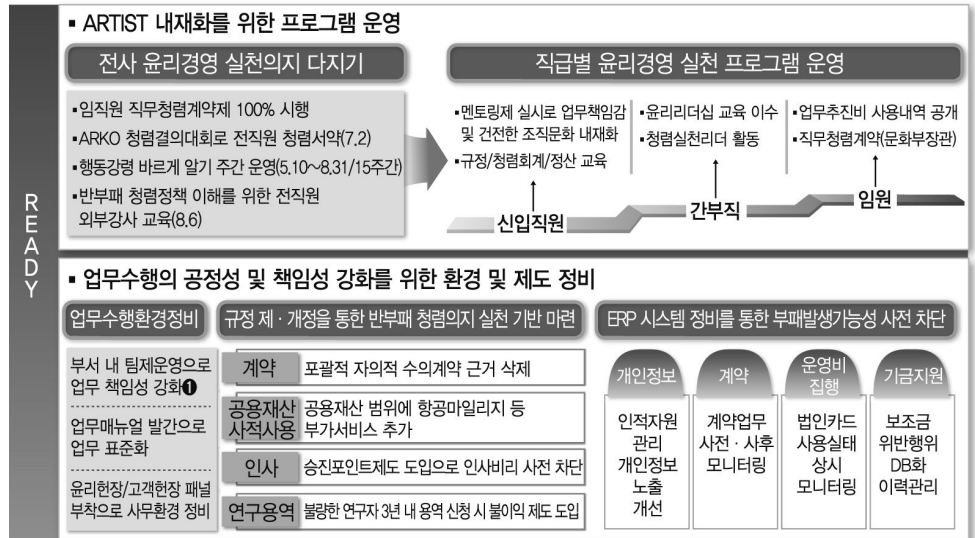 READY
▪ ARTIST 내재화를 위한 프로그램 운영
전사 윤리경영 실천의지 다지기
▪임직원 직무청렴계약제 100% 시행
▪ARKO 청렴결의대회로 전직원 청렴서약(7.2)
▪행동강령 바르게 알기 주간 운영(5.10~8.31/15주간)
▪반부패 청렴정책 이해를 위한 전직원
외부강사 교육(8.6)
직급별 윤리경영 실천 프로그램 운영
▪멘토링제 실시로 업무책임감
및 건전한 조직문화 내재화
▪규정/청렴회계/정산 교육
신입직원
▪윤리리더십 교육 이수
▪청렴실천리더 활동
간부직
▪업무추진비 사용내역 공개
▪직무청렴계약(문화부장관)
임원
▪ 업무수행의 공정성 및 책임성 강화를 위한 환경 및 제도 정비
업무수행환경정비
부서 내 팀제운영으로
업무 책임성 강화❶
업무매뉴얼 발간으로
업무 표준화
윤리헌장/고객헌장 패널
부착으로 사무환경 정비
규정 제·개정을 통한 반부패 청렴의지 실천 기반 마련
계약
포괄적 자의적 수의계약 근거 삭제
공용재산
사적사용
공용재산 범위에 항공마일리지 등
부가서비스 추가
인사
승진포인트제도 도입으로 인사비리 사전 차단
연구용역
불량한 연구자 3년 내 용역 신청 시 불이익 제도 도입
ERP 시스템 정비를 통한 부패발생가능성 사전 차단
개인정보
인적자원
관리
개인정보
노출
개선
계약
계약업무
사전·사후
모니터링
운영비
집행
법인카드
사용실태
상시
모니터링
기금지원
보조금
위반행위
DB화
이력관리